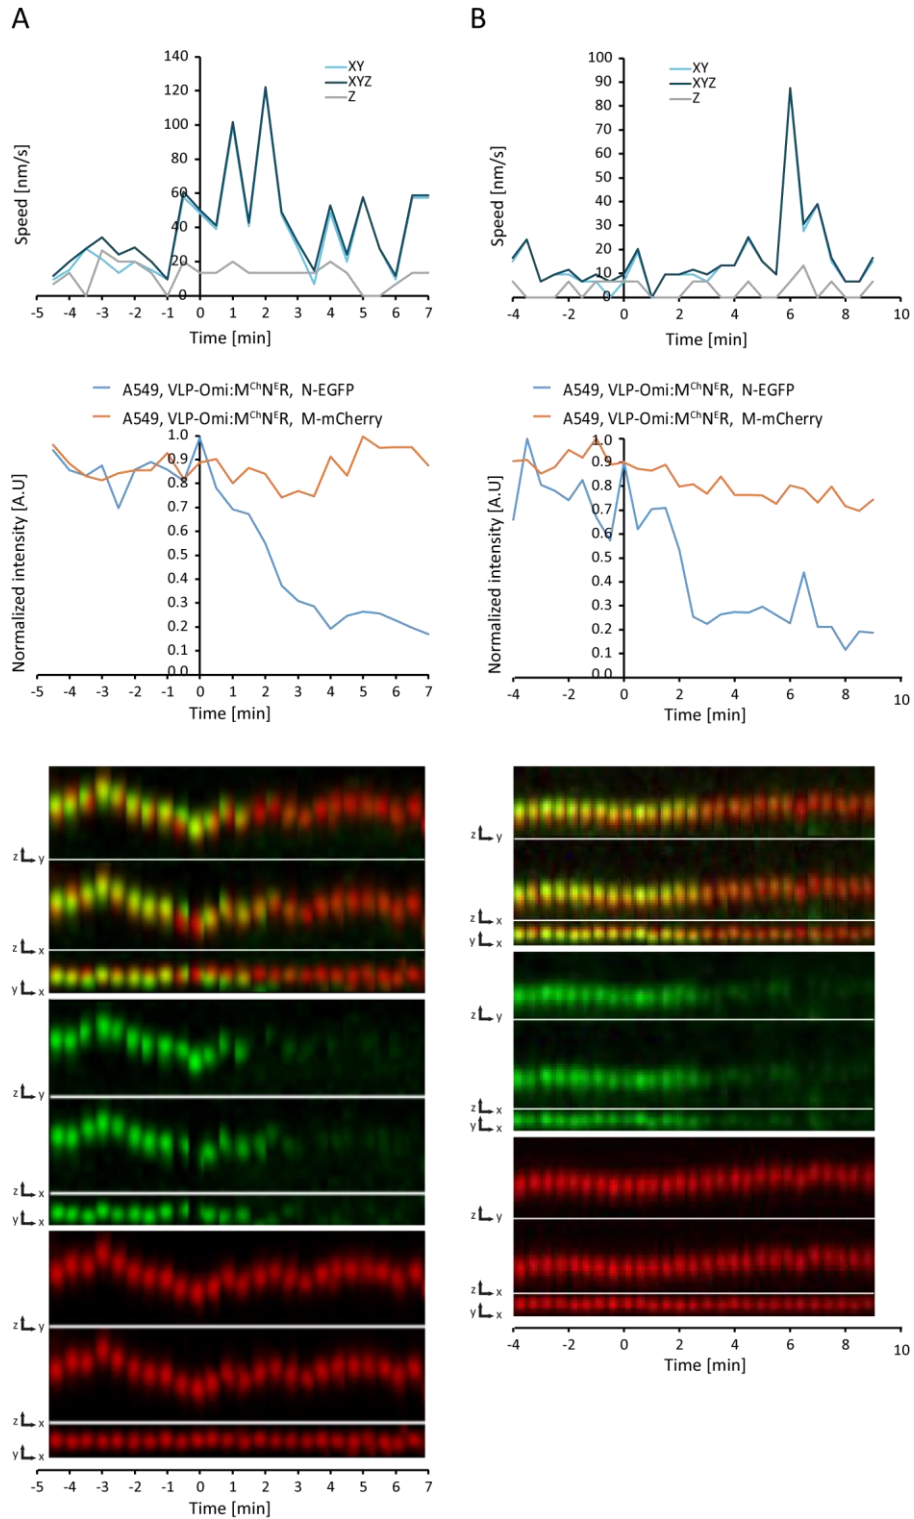 A
B
140
120
100
80
60
40
20
0
Speed [nm/s]
XY
XYZ
Z
-5 -4 -3 -2 -1 0 1 2 3 4 5 6 7
Time [min]
100
90
80
70
60
50
40
30
20
10
0
Speed [nm/s]
XY
XYZ
Z
-4 -2 0 2 4 6 8 10
Time [min]
A549, VLP-Omi:MChNER, N-EGFP
A549, VLP-Omi:MChNER, M-mCherry
1.0
0.9
0.8
0.7
0.6
0.5
0.4
0.3
0.2
0.1
0.0
Normalized intensity [A.U]
-5 -4 -3 -2 -1 0 1 2 3 4 5 6 7
Time [min]
A549, VLP-Omi:MChNER, N-EGFP
A549, VLP-Omi:MChNER, M-mCherry
1.0
0.9
0.8
0.7
0.6
0.5
0.4
0.3
0.2
0.1
0.0
Normalized intensity [A.U]
-4 -2 0 2 4 6 8 10
Time [min]
z y
z x
y x
z y
z x
y x
z y
z x
y x
-5 -4 -3 -2 -1 0 1 2 3 4 5 6 7
Time [min]
z y
z x
y x
z y
z x
y x
z y
z x
y x
-4 -2 0 2 4 6 8 10
Time [min]